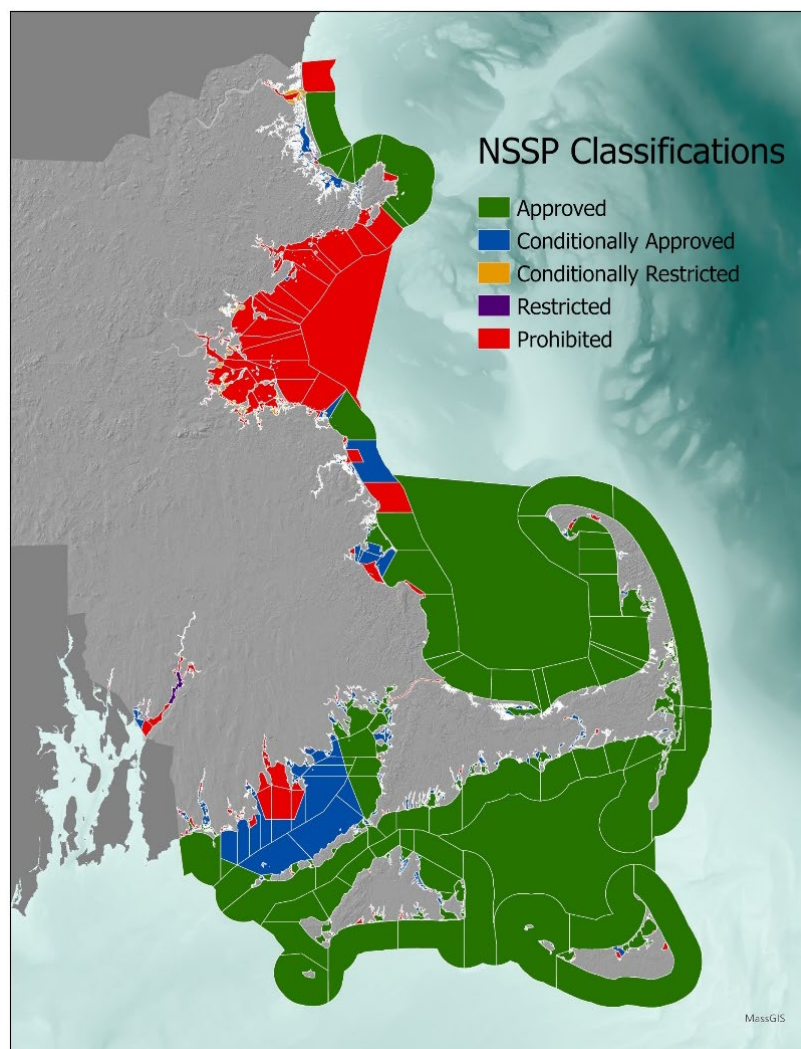 NSSP Classifications
Approved
Conditionally Approved
Conditionally Restricted
Restricted
Prohibited
MassGIS